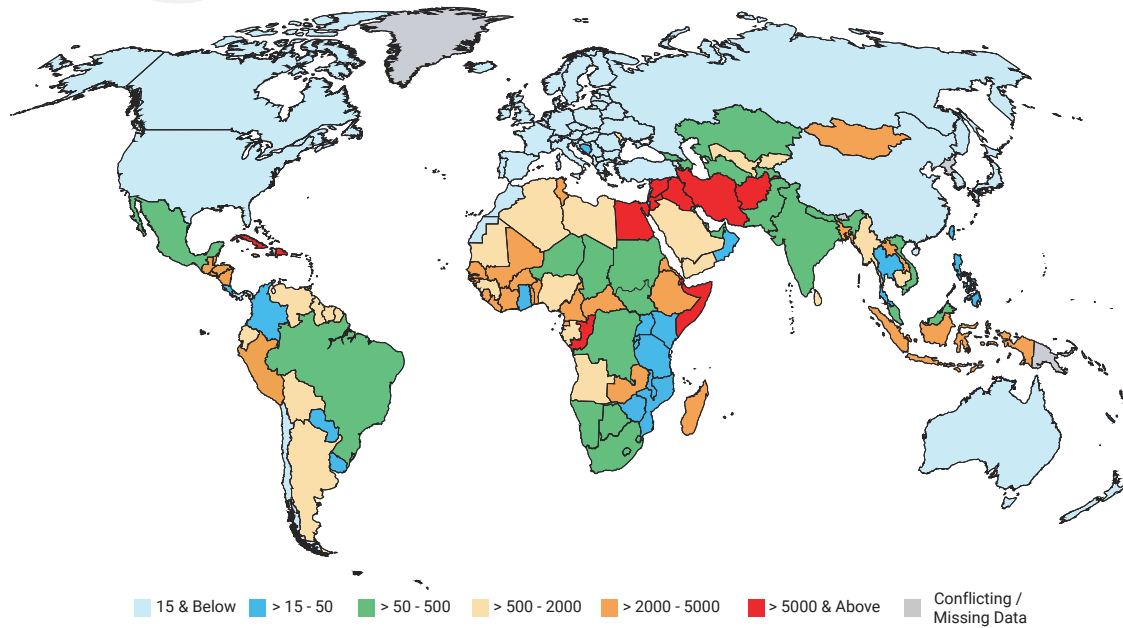 15 & Below
> 15 - 50
> 50 - 500
> 500 - 2000
> 2000 - 5000
> 5000 & Above
Conflicting /
Missing Data